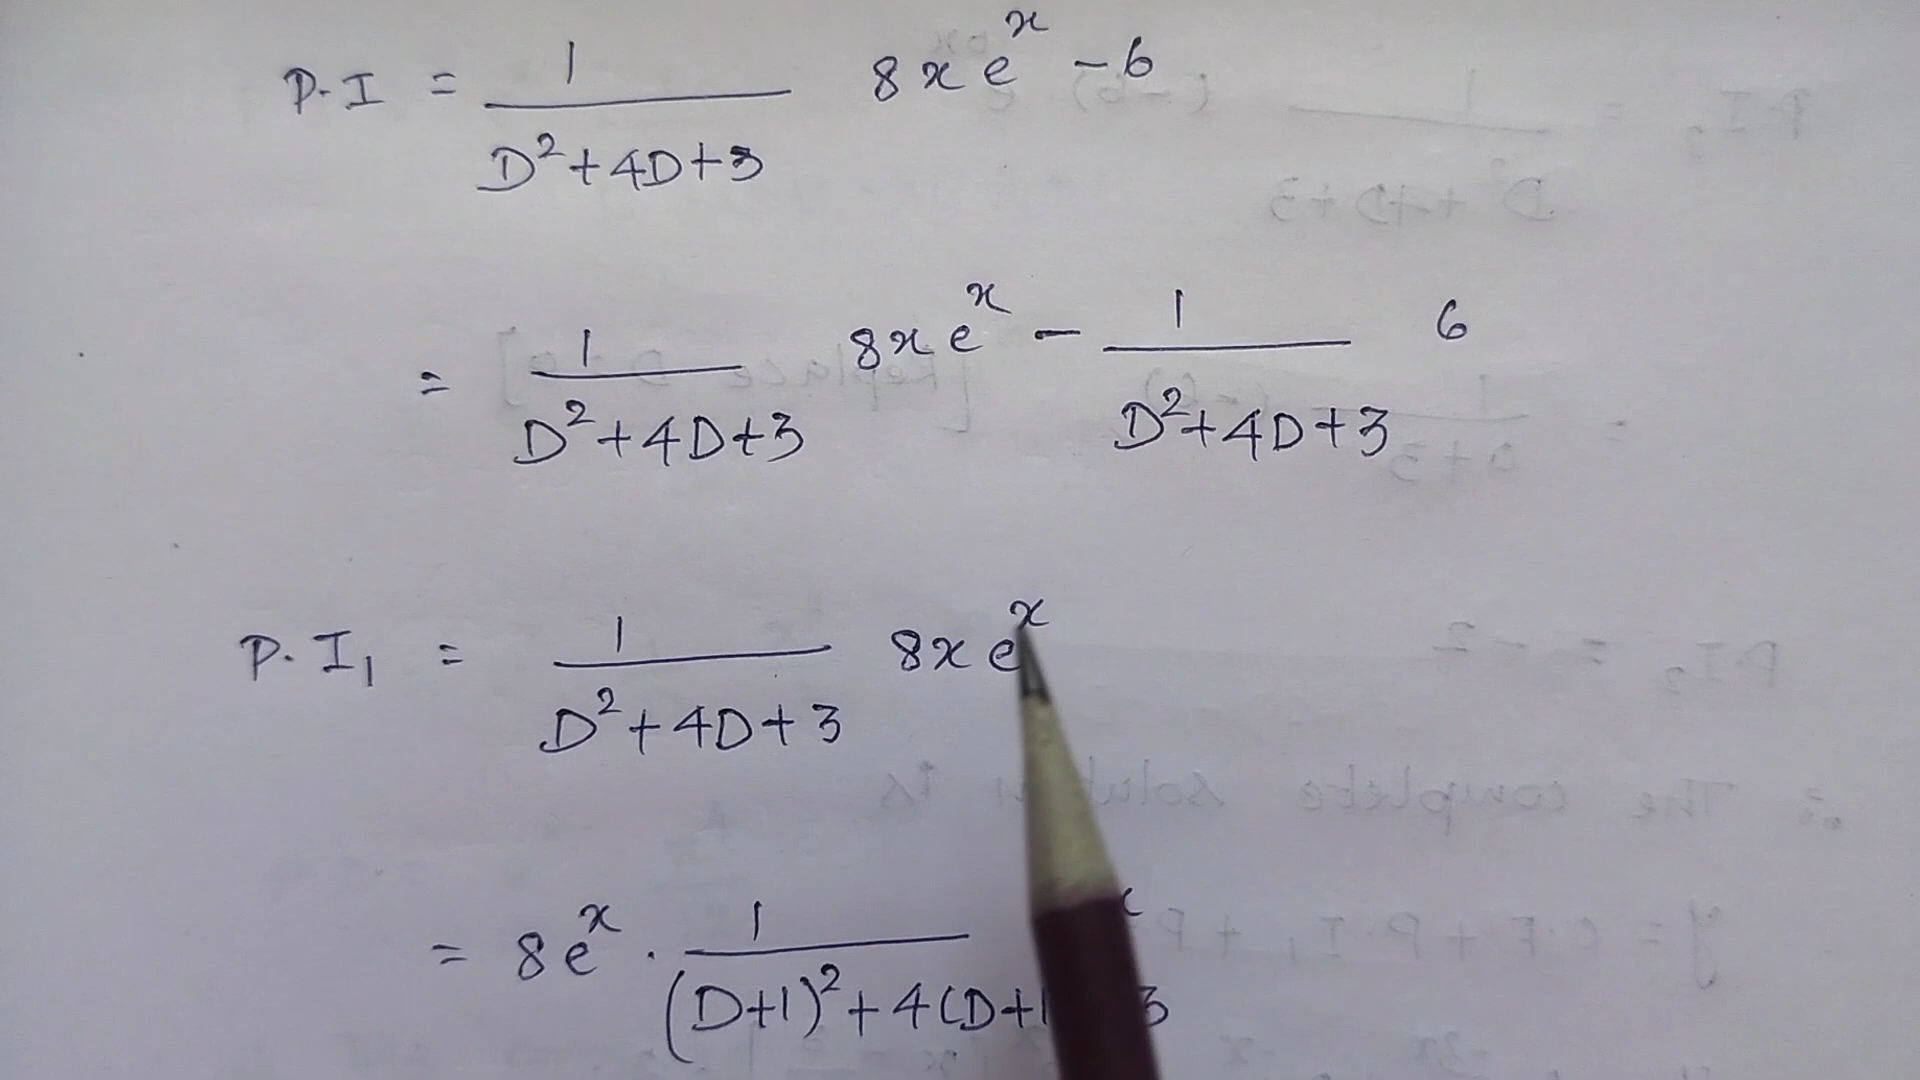 P.I = 1/(D²+4D+3) 8xe^x - 6
= 1/(D²+4D+3) 8xe^x - 1/(D²+4D+3) 6
P.I₁ = 1/(D²+4D+3) 8xe^x
= 8e^x . 1/((D+1)²+4(D+1 3